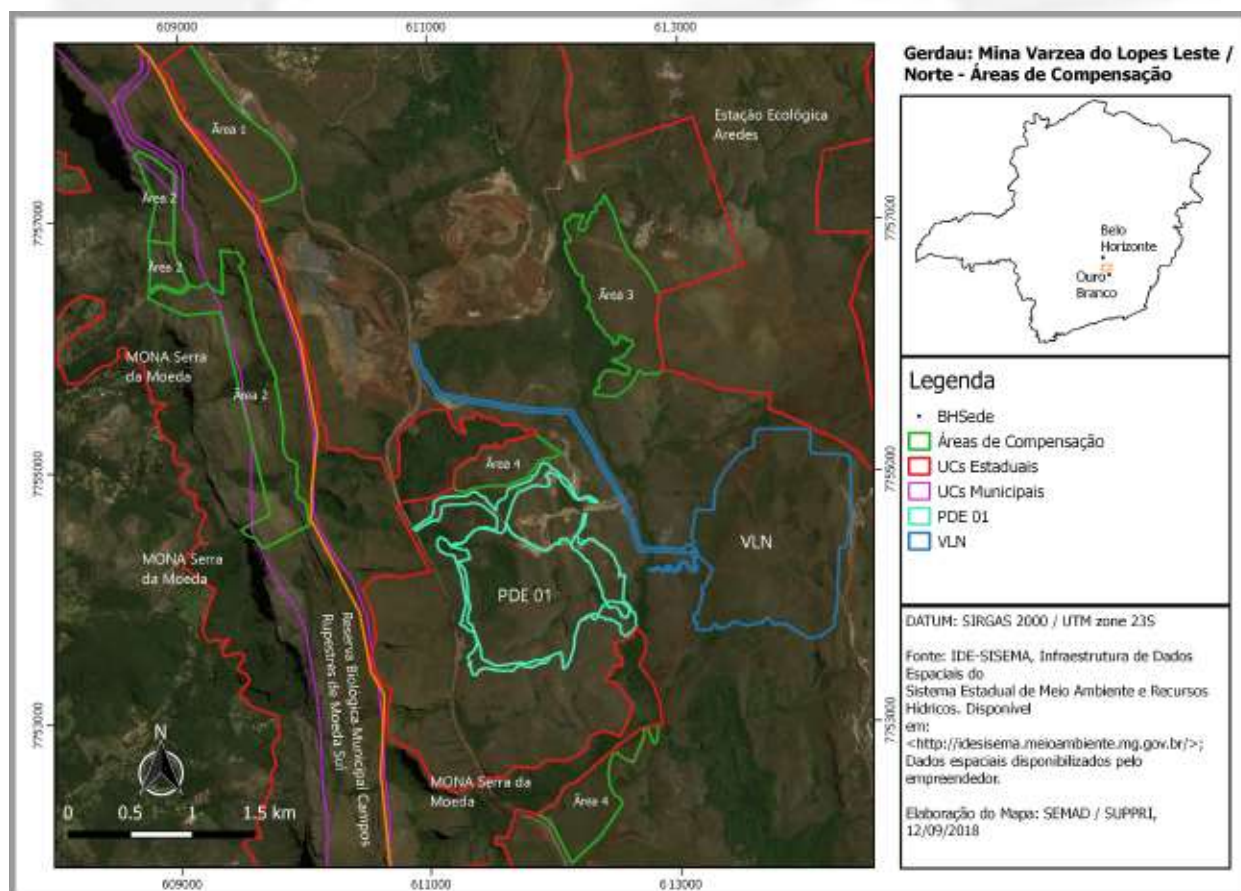 609000
611000
613000
Gerdau: Mina Varzea do Lopes Leste /
Norte - Áreas de Compensação
Estação Ecológica
Aredes
Área 1
Área 2
7757000
7757000
Área 2
Área 3
Belo
Horizonte
Ouro
Branco
MONA Serra
da Moeda
Área 2
Legenda
BHSede
Áreas de Compensação
UCs Estaduais
UCs Municipais
PDE 01
VLN
7755000
7755000
Área 4
VLN
MONA Serra
da Moeda
PDE 01
Reserva Biológica Municipal Campos
Rupestres de Moeda Sul
DATUM: SIRGAS 2000 / UTM zone 23S
Fonte: IDE-SISEMA, Infraestrutura de Dados
Espaciais do
Sistema Estadual de Meio Ambiente e Recursos
Hídricos. Disponível
em:
<http://idesisema.meioambiente.mg.gov.br/>;
Dados espaciais disponibilizados pelo
empreendedor.
Elaboração do Mapa: SEMAD / SUPPRI,
12/09/2018
7753000
7753000
N
MONA Serra da
Moeda
Área 4
0 0.5 1 1.5 km
609000
611000
613000